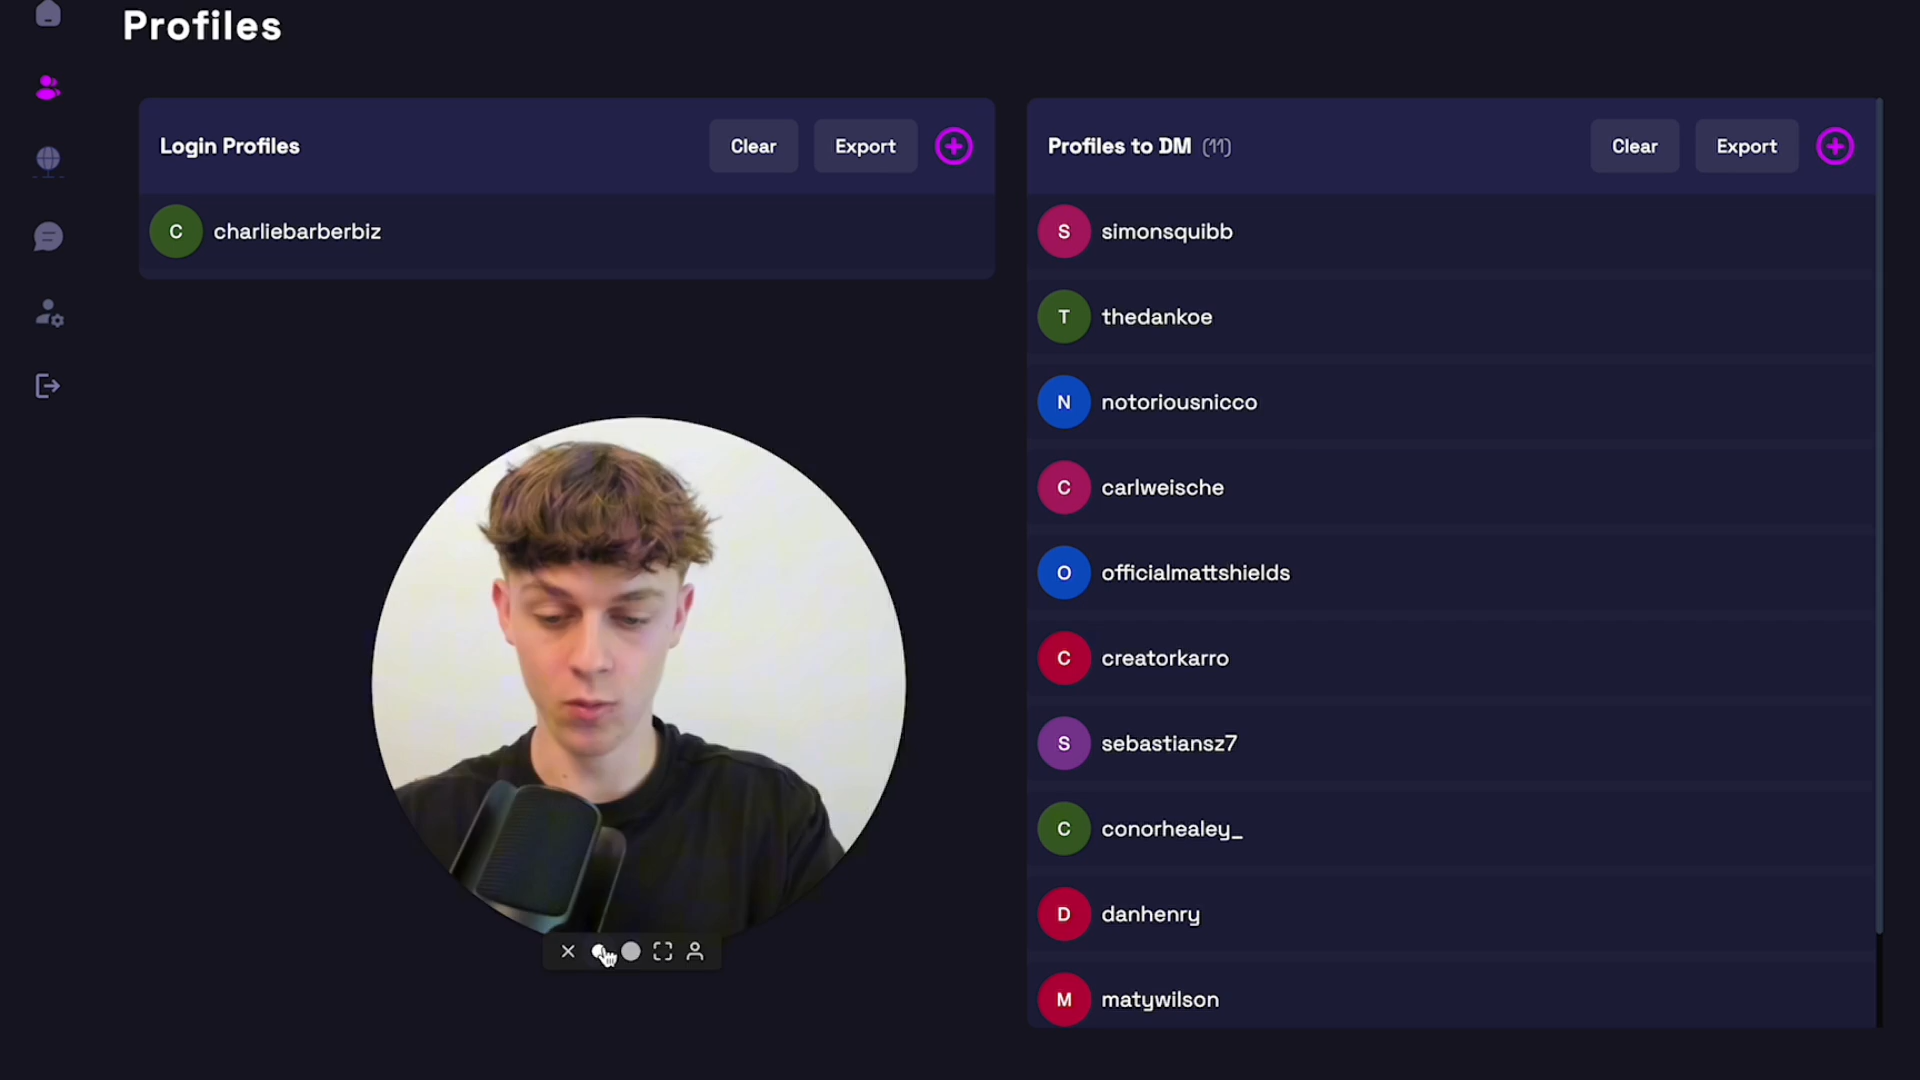 Profiles
Login Profiles
Clear
Export
C
charliebarberbiz
Profiles to DM (11)
Clear
Export
S
simonsquibb
T
thedankoe
N
notoriousnicco
C
carlweische
O
officialmattshields
C
creatorkarro
S
sebastiansz7
C
conorhealey_
D
danhenry
M
matywilson